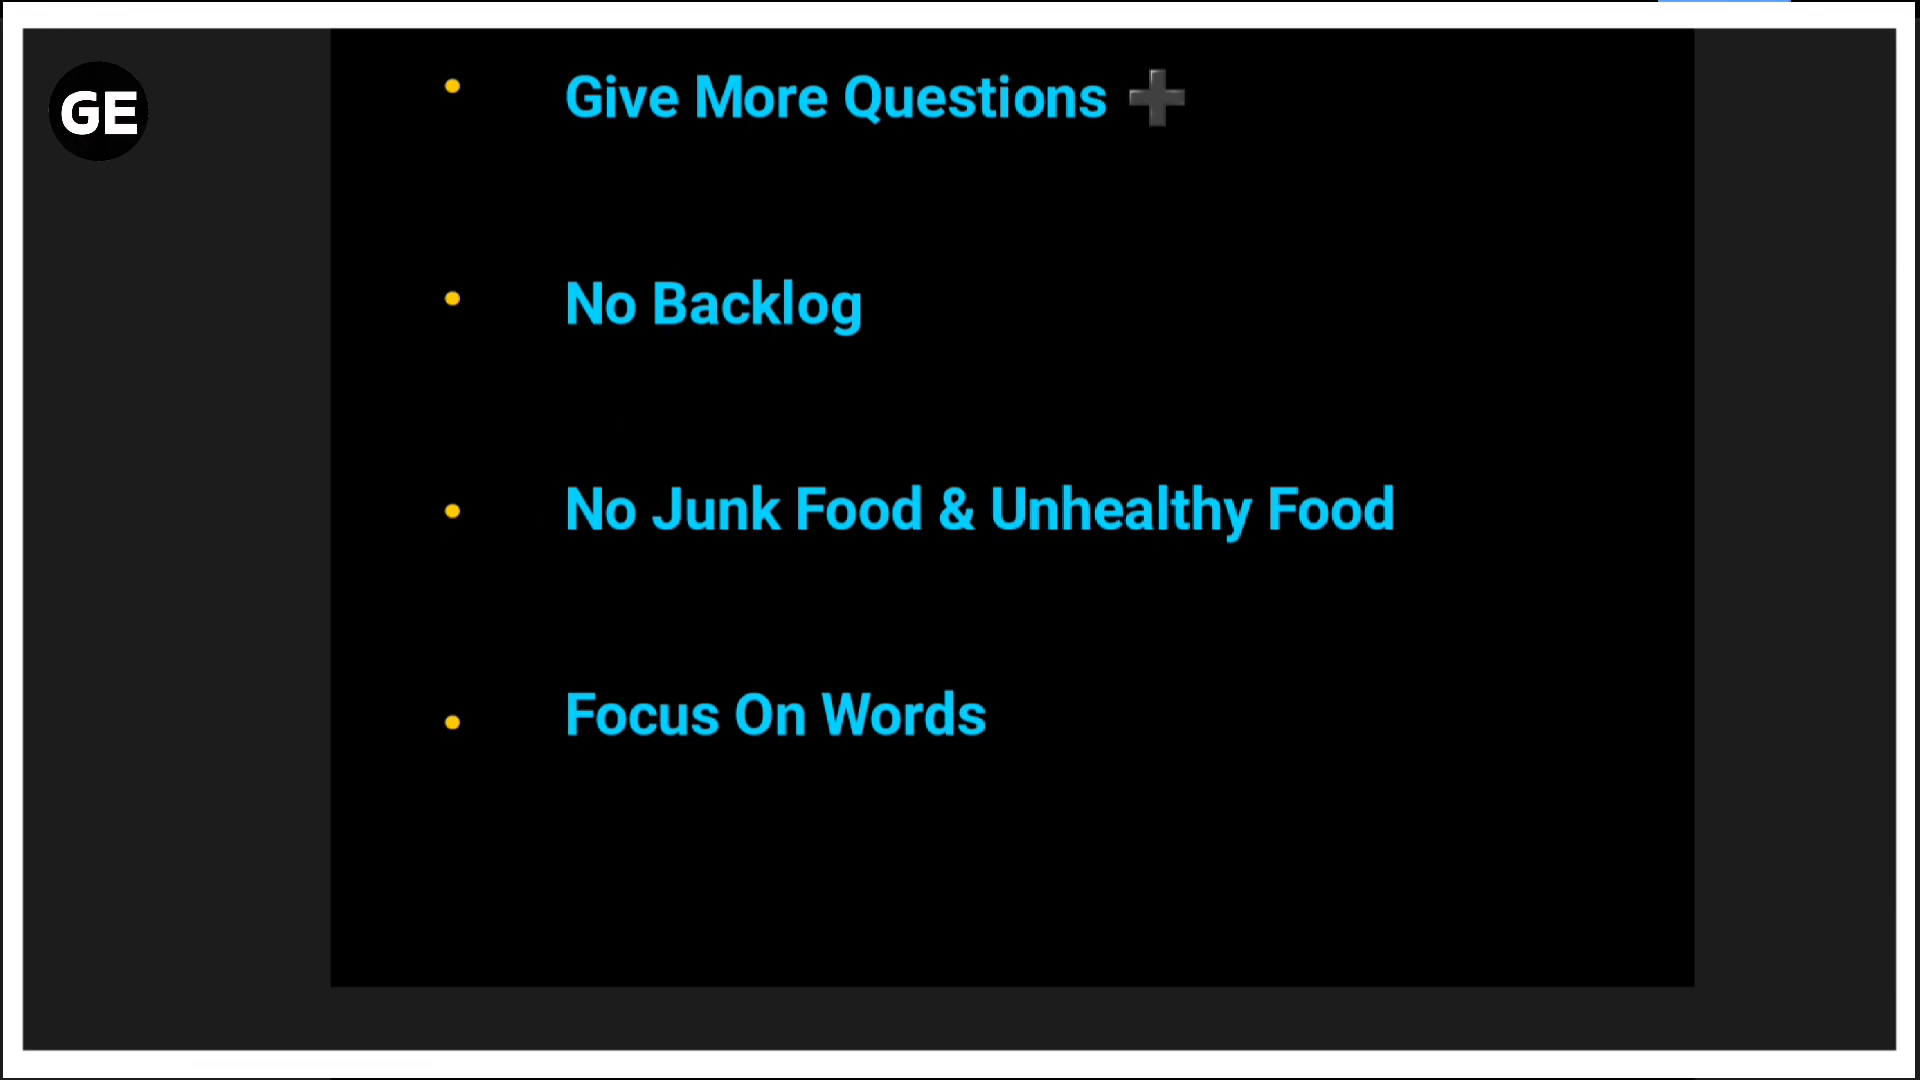 GE
• Give More Questions ➕
• No Backlog
• No Junk Food & Unhealthy Food
• Focus On Words